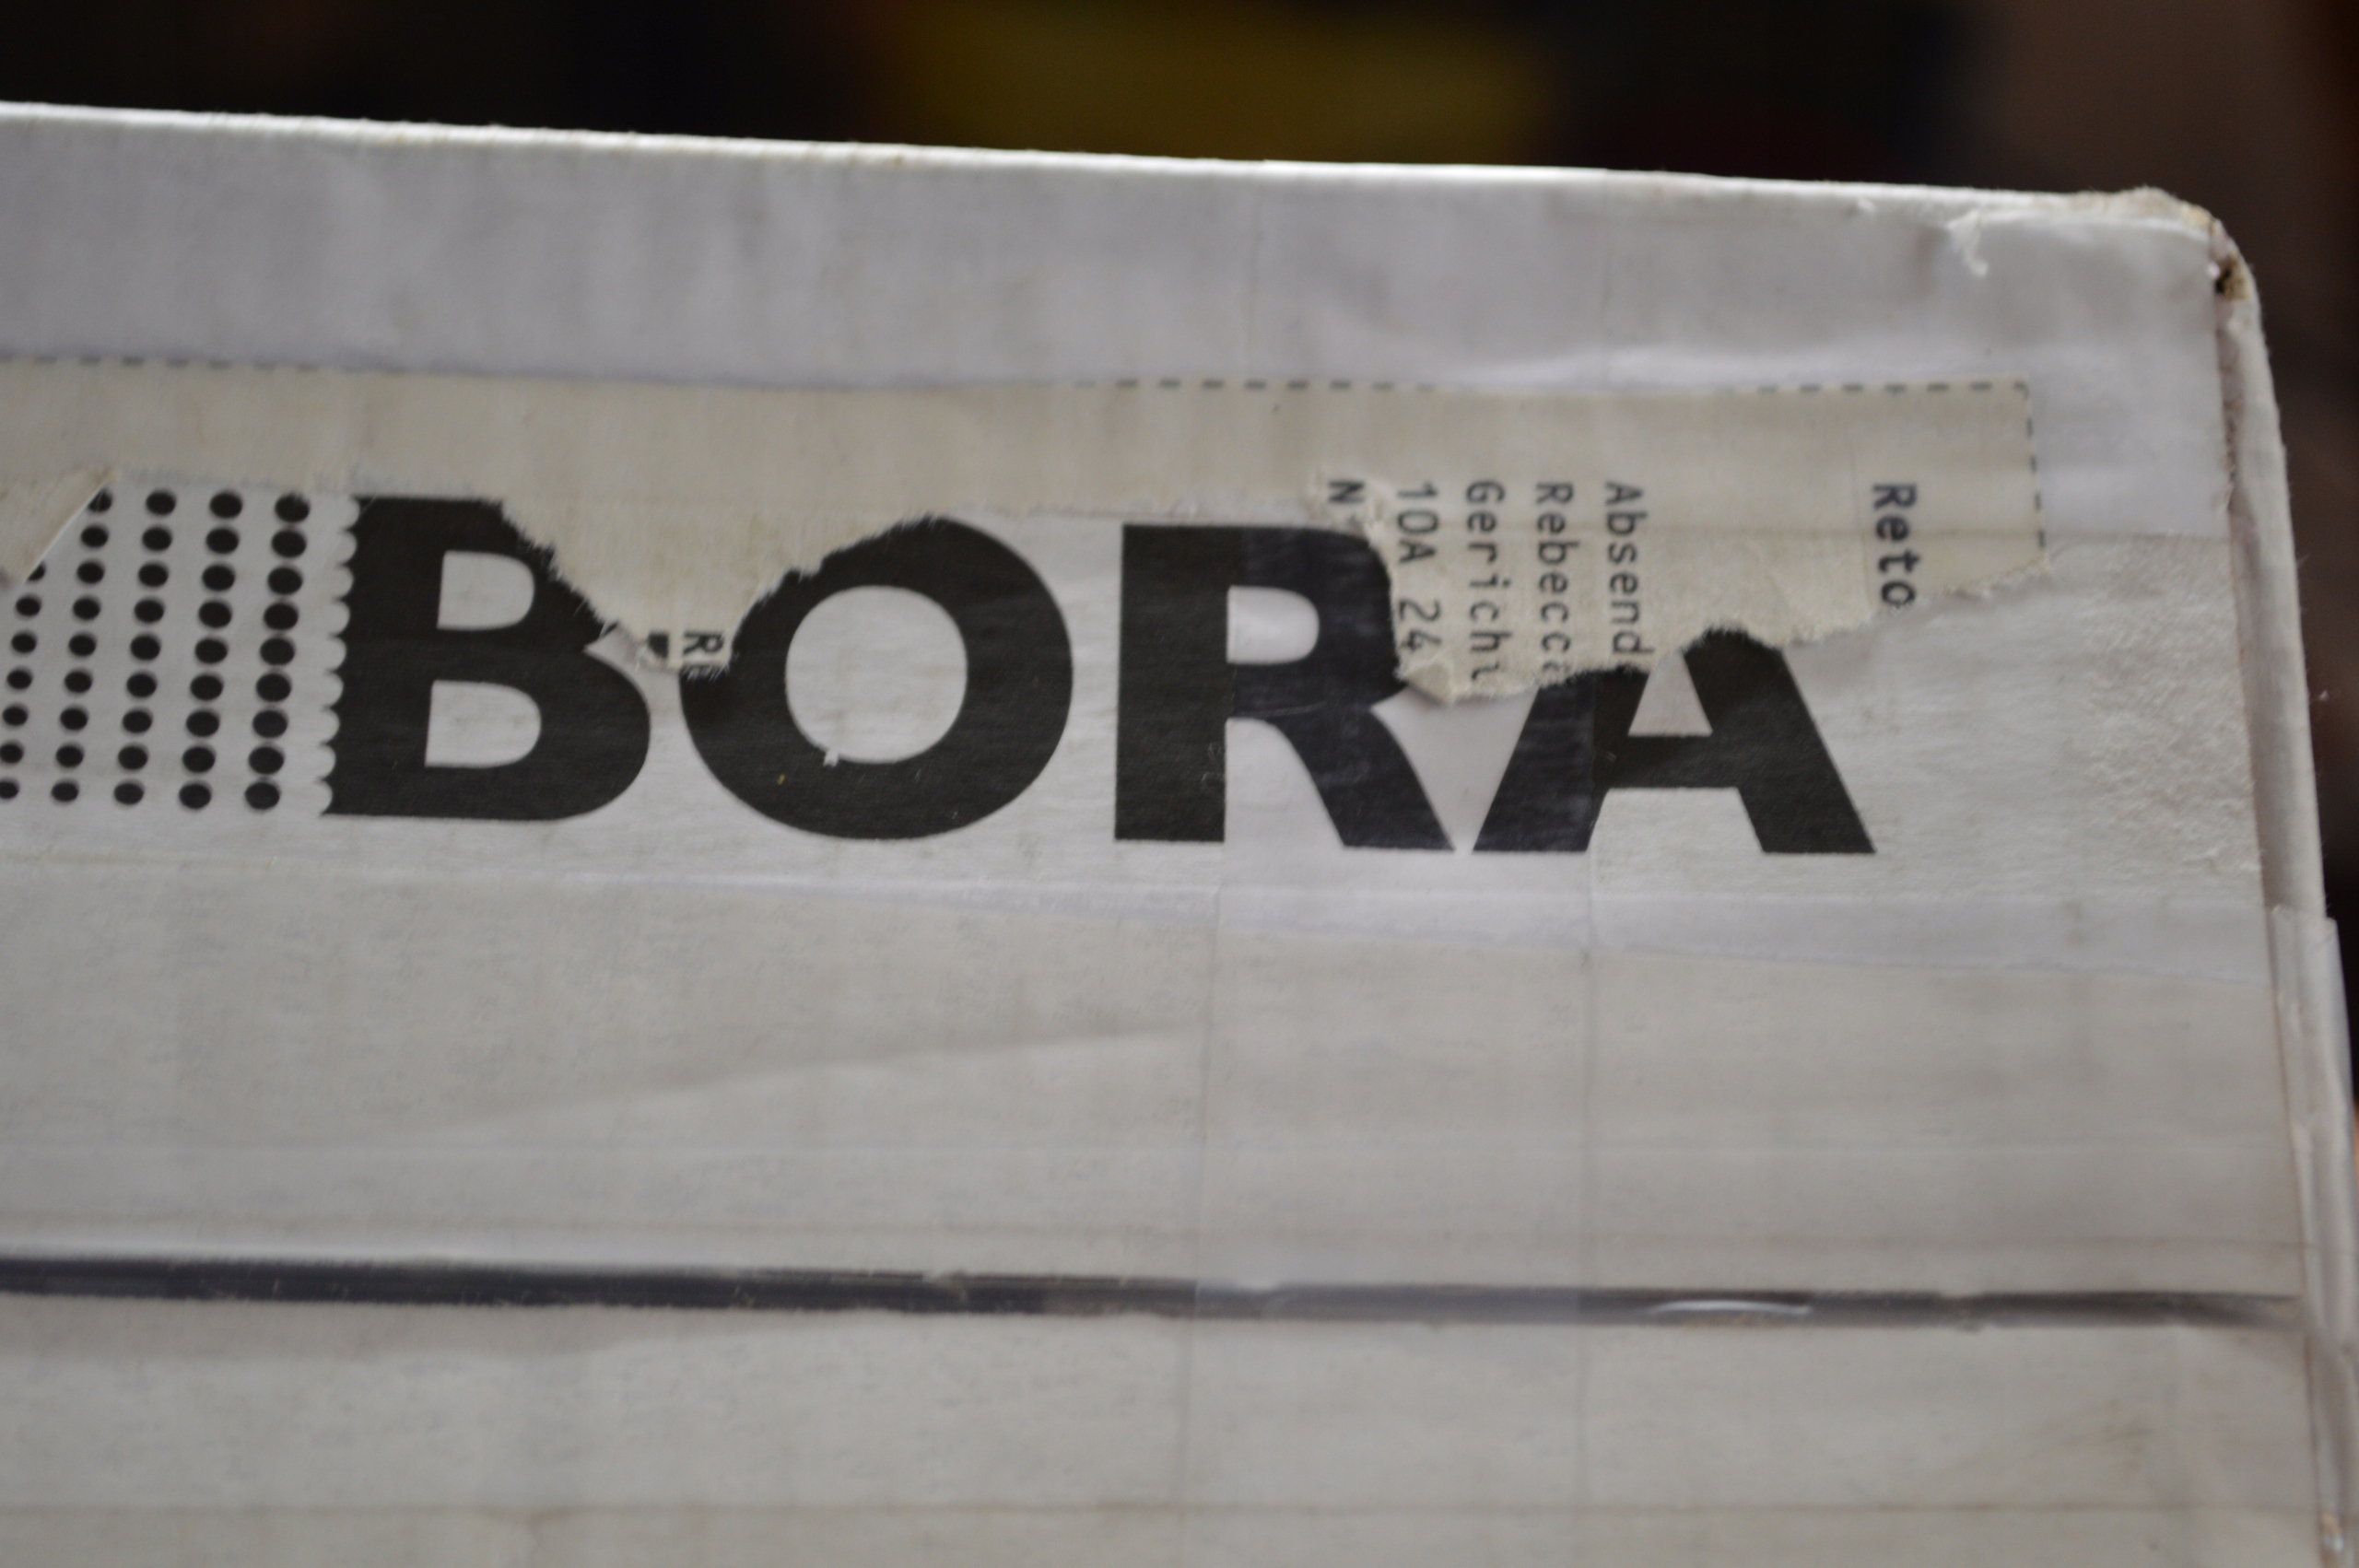 BORA
Reto
Absend
Rebecca
Gericht
10A 24
N
R